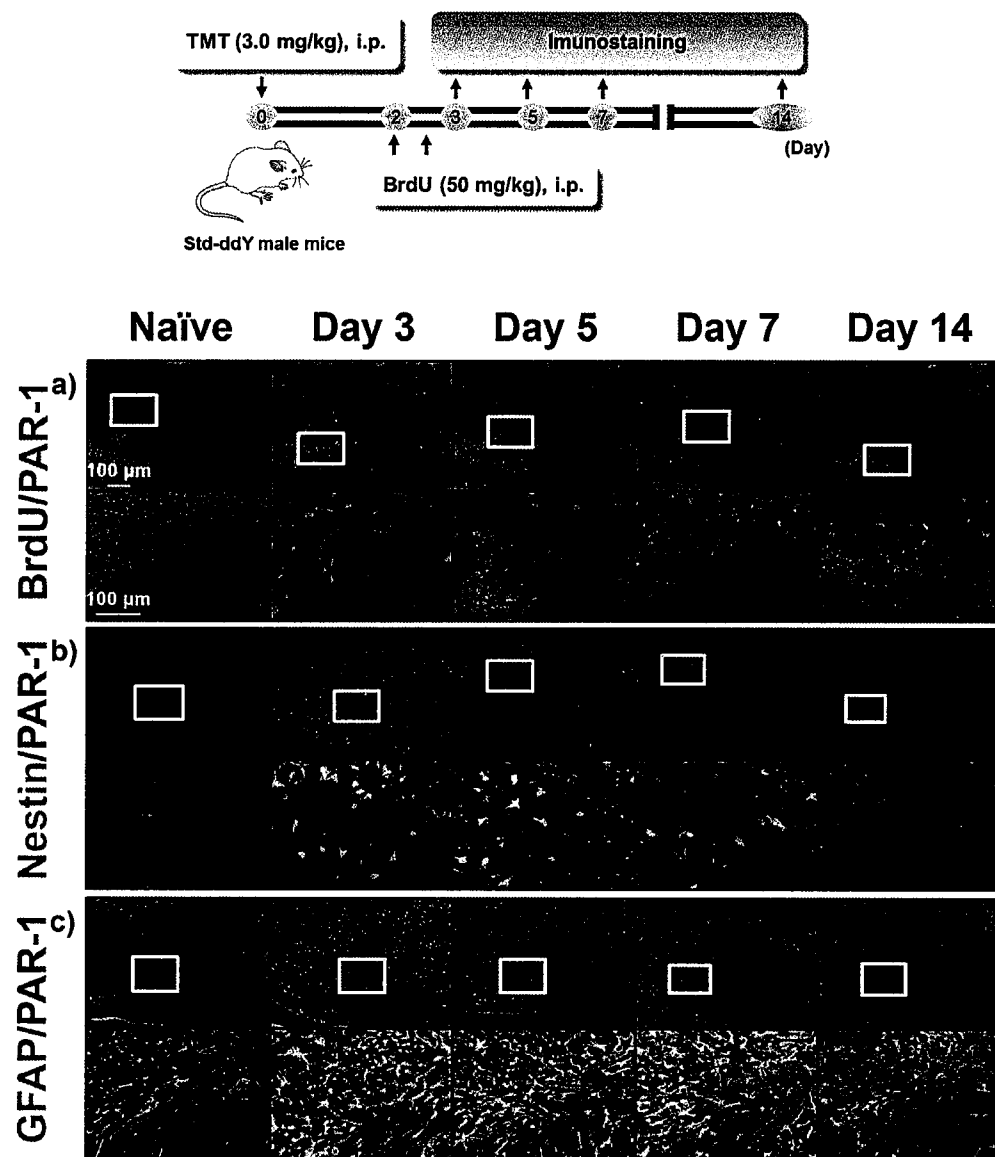 TMT (3.0 mg/kg), i.p.
Imunostaining
0
2
3
5
7
14
(Day)
BrdU (50 mg/kg), i.p.
Std-ddY male mice
Naïve Day 3 Day 5 Day 7 Day 14
BrdU/PAR-1
a)
100 µm
100 µm
Nestin/PAR-1
b)
GFAP/PAR-1
c)